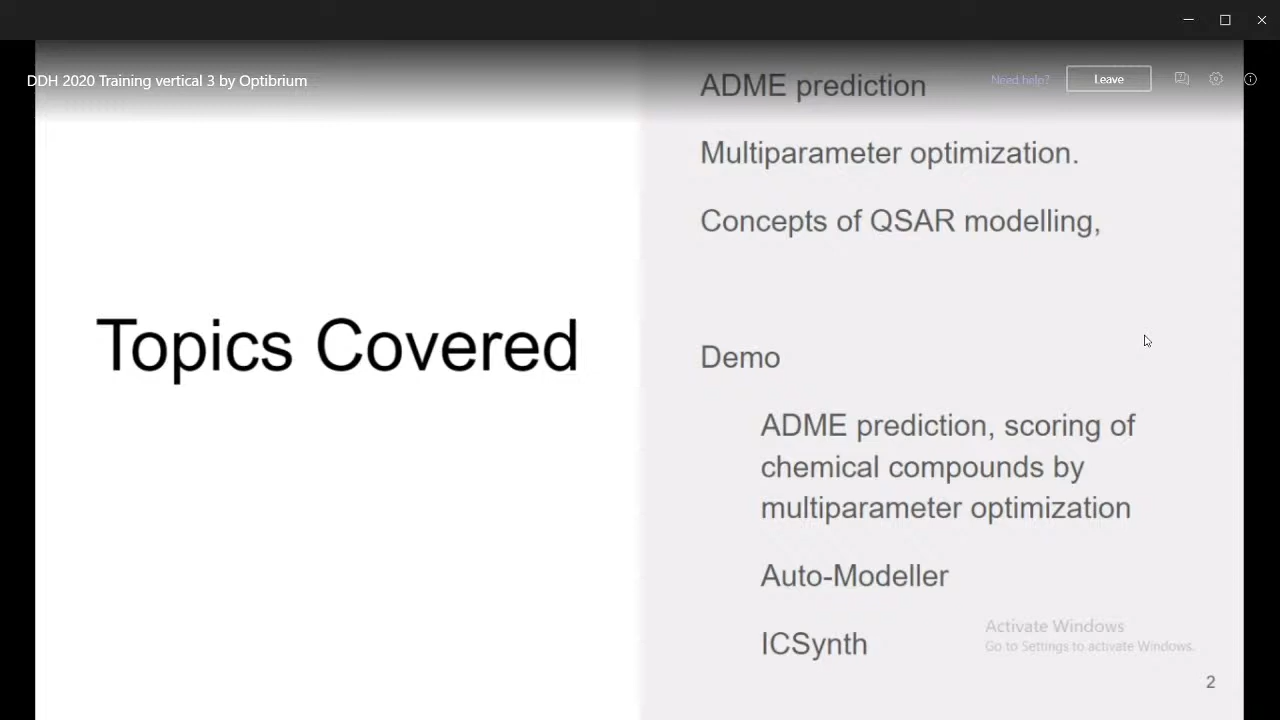 DDH 2020 Training vertical 3 by Optibrium
Need help?
Leave
Topics Covered
ADME prediction
Multiparameter optimization.
Concepts of QSAR modelling,
Demo
ADME prediction, scoring of
chemical compounds by
multiparameter optimization
Auto-Modeller
ICSynth
Activate Windows
Go to Settings to activate Windows.
2